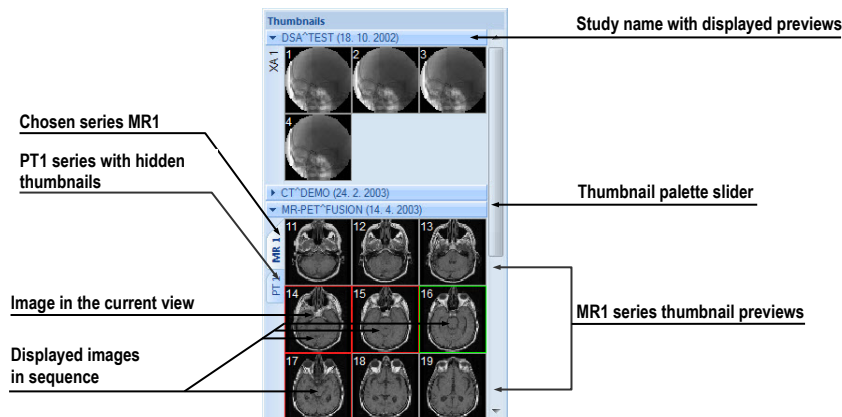 Thumbnails
Study name with displayed previews
DSA^TEST (18. 10. 2002)
XA 1
1
2
3
4
Chosen series MR1
PT1 series with hidden
thumbnails
CT^DEMO (24. 2. 2003)
Thumbnail palette slider
MR-PET^FUSION (14. 4. 2003)
MR 1
11
12
13
PT 1
Image in the current view
14
15
16
MR1 series thumbnail previews
Displayed images
in sequence
17
18
19